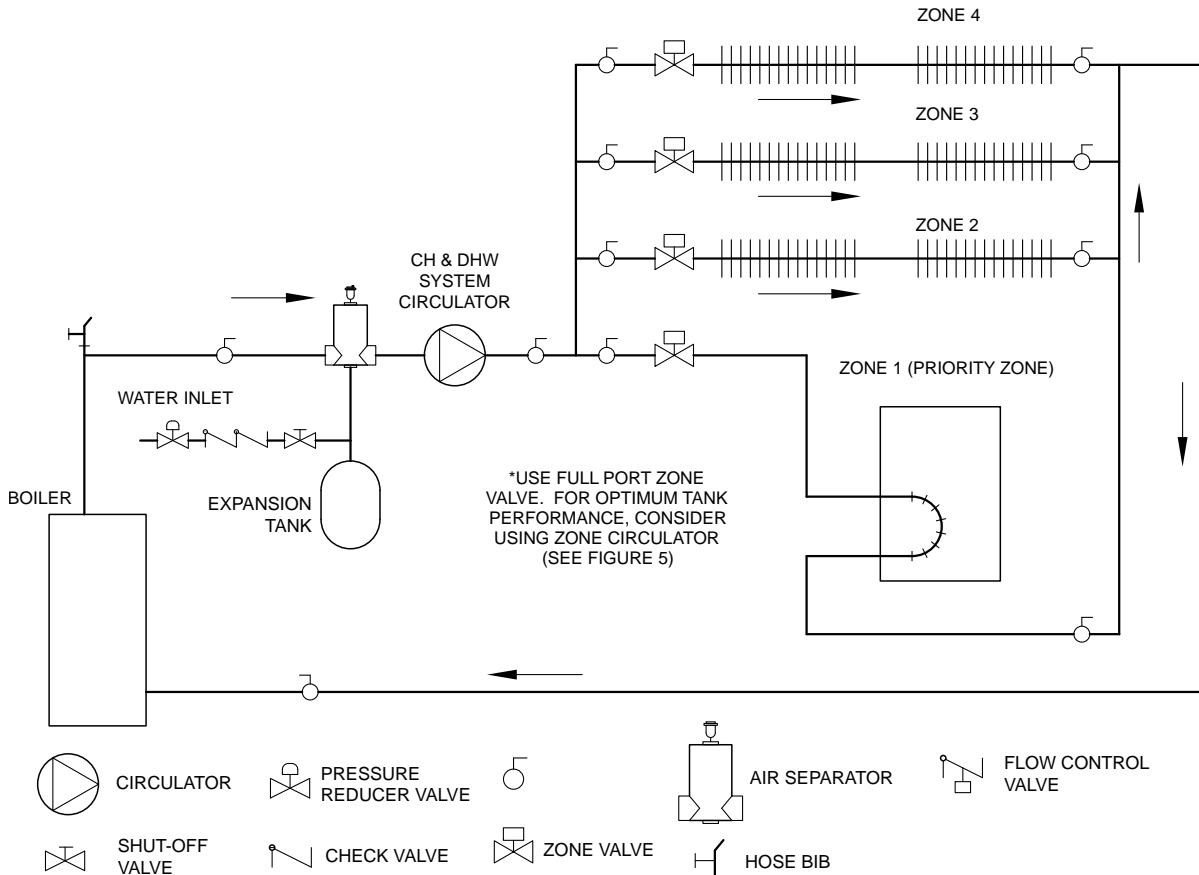 ZONE 4
ZONE 3
ZONE 2
CH & DHW
SYSTEM
CIRCULATOR
ZONE 1 (PRIORITY ZONE)
WATER INLET
BOILER
EXPANSION
TANK
*USE FULL PORT ZONE
VALVE. FOR OPTIMUM TANK
PERFORMANCE, CONSIDER
USING ZONE CIRCULATOR
(SEE FIGURE 5)
CIRCULATOR
PRESSURE
REDUCER VALVE
AIR SEPARATOR
FLOW CONTROL
VALVE
SHUT-OFF
VALVE
CHECK VALVE
ZONE VALVE
HOSE BIB